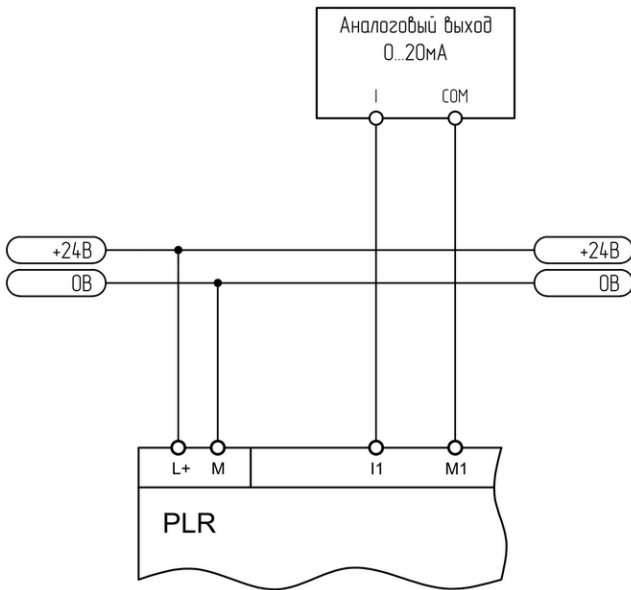 Аналоговый выход
0...20мА
I COM
+24В +24В
0В 0В
L+ M I1 M1
PLR